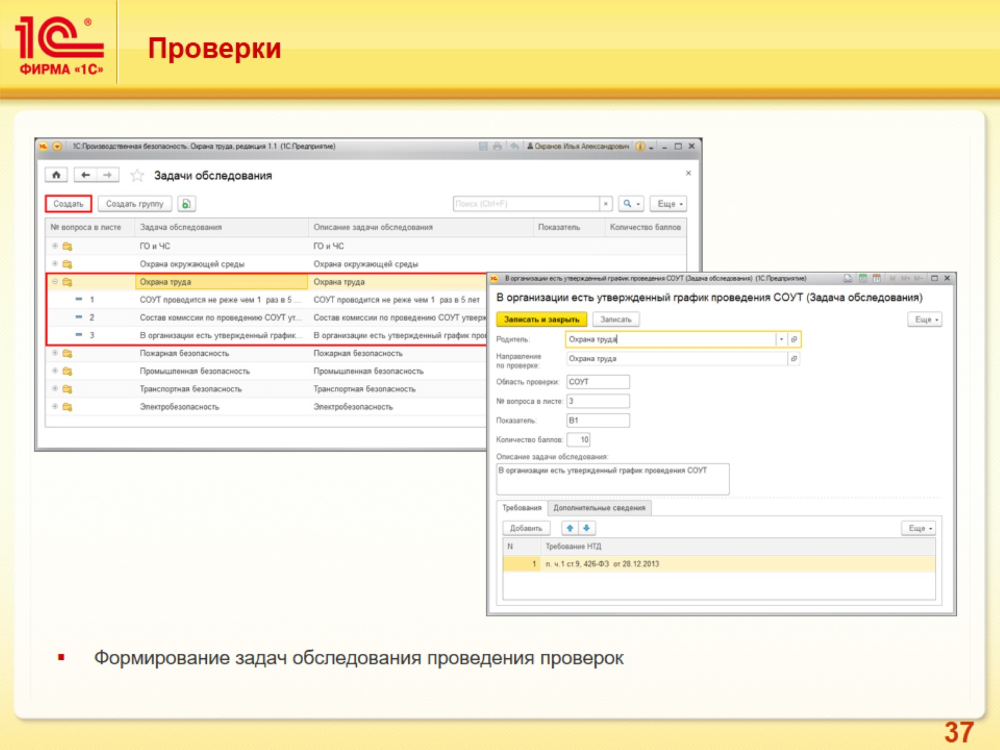 1С®
ФИРМА «1С»
Проверки
1С:Производственная безопасность. Охрана труда, редакция 1.1 (1С:Предприятие)
Охранов Илья Александрович
Задачи обследования
Создать Создать группу Поиск (Ctrl+F) Еще
№ вопроса в листе Задача обследования Описание задачи обследования Показатель Количество баллов
ГО и ЧС ГО и ЧС
Охрана окружающей среды Охрана окружающей среды
Охрана труда Охрана труда
1 СОУТ проводится не реже чем 1 раз в 5 ... СОУТ проводится не реже чем 1 раз в 5 лет
2 Состав комиссии по проведению СОУТ ут... Состав комиссии по проведению СОУТ утверж
3 В организации есть утвержденный график... В организации есть утвержденный график про
Пожарная безопасность Пожарная безопасность
Промышленная безопасность Промышленная безопасность
Транспортная безопасность Транспортная безопасность
Электробезопасность Электробезопасность
В организации есть утвержденный график проведения СОУТ (Задача обследования) (1С:Предприятие)
M M+ M-
В организации есть утвержденный график проведения СОУТ (Задача обследования)
Записать и закрыть Записать Еще
Родитель: Охрана труда
Направление
по проверке: Охрана труда
Область проверки: СОУТ
№ вопроса в листе: 3
Показатель: В1
Количество баллов: 10
Описание задачи обследования:
В организации есть утвержденный график проведения СОУТ
Требования Дополнительные сведения
Добавить Еще
N Требование НТД
1 п. ч.1 ст.9, 426-ФЗ от 28.12.2013
Формирование задач обследования проведения проверок
37